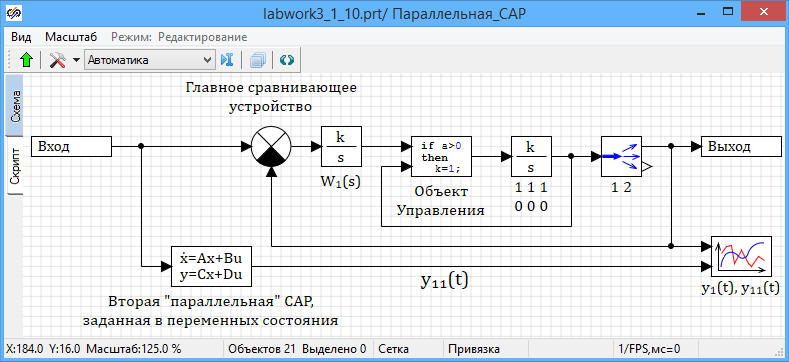 labwork3_1_10.prt/ Параллельная_САР
Вид Масштаб Режим: Редактирование
Автоматика
Схема
Скрипт
Главное сравнивающее
устройство
Вход
k
s
W₁(s)
if a>0
then
k=1;
Объект
Управления
k
s
1 1 1
0 0 0
1 2
Выход
ẋ=Ax+Bu
y=Cx+Du
y₁₁(t)
y₁(t), y₁₁(t)
Вторая "параллельная" САР,
заданная в переменных состояния
X:184.0 Y:16.0 Масштаб:125.0 % Объектов 21 Выделено 0 Сетка Привязка 1/FPS,мс=0